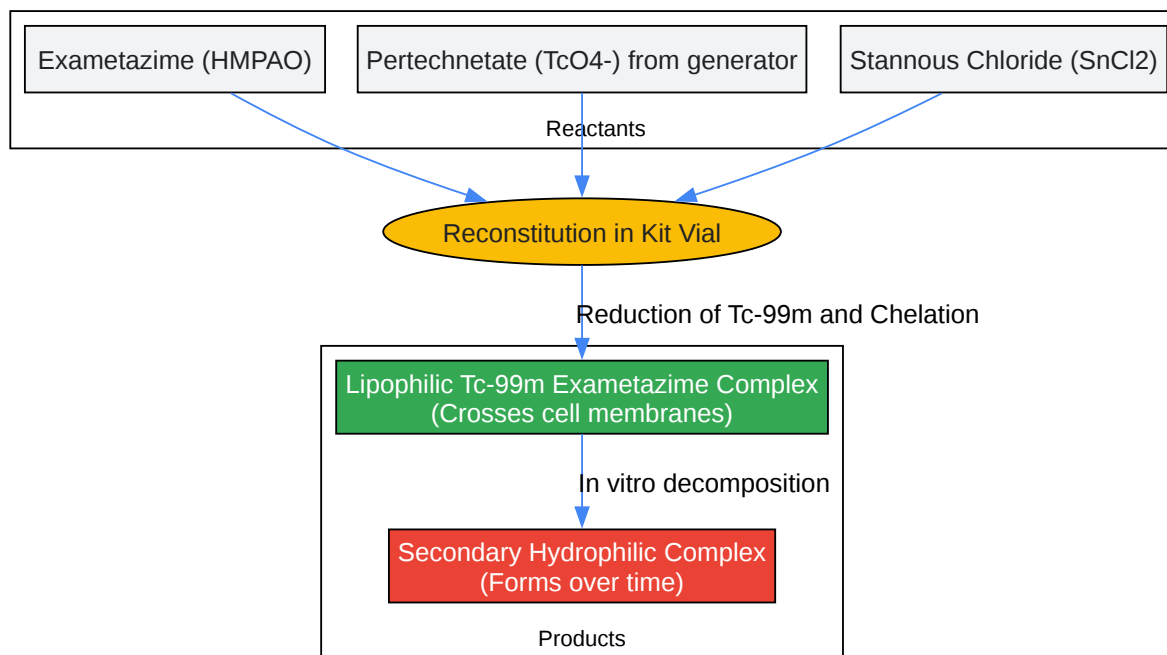 Exametazime (HMPAO)
Pertechnetate (TcO4-) from generator
Stannous Chloride (SnCl2)
Reactants
Reconstitution in Kit Vial
Reduction of Tc-99m and Chelation
Lipophilic Tc-99m Exametazime Complex
(Crosses cell membranes)
In vitro decomposition
Secondary Hydrophilic Complex
(Forms over time)
Products